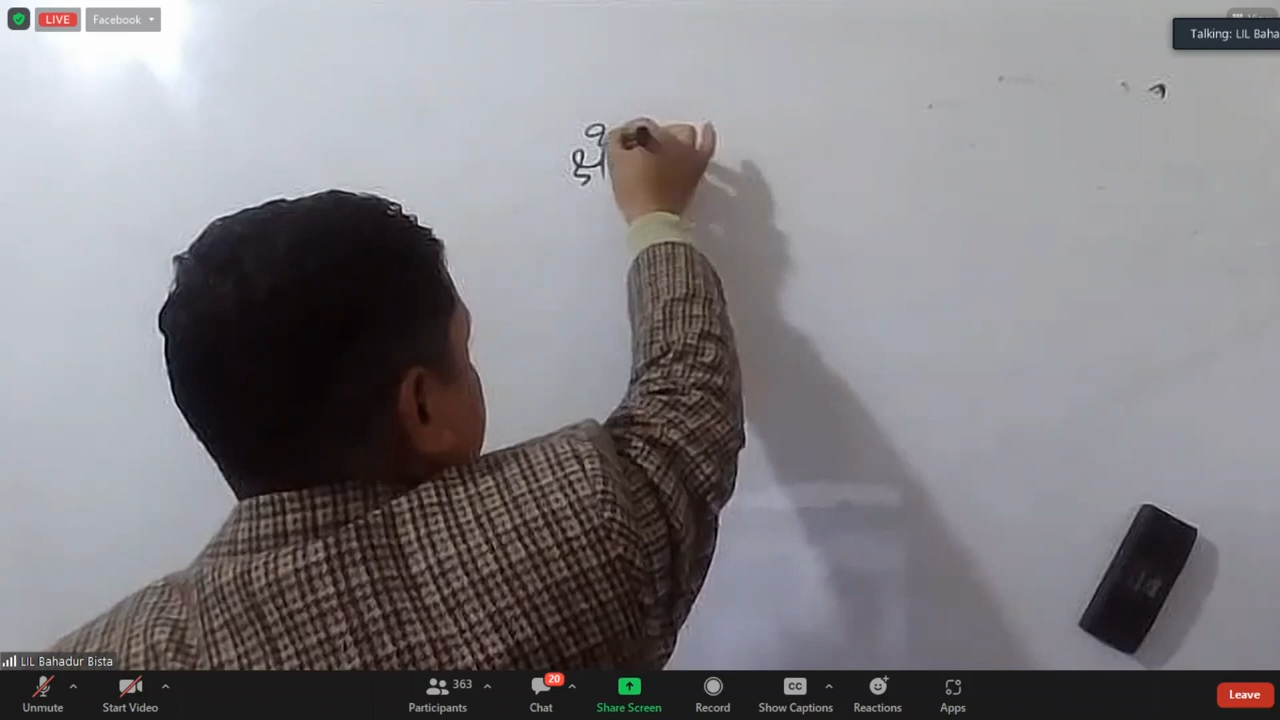 LIVE
Facebook
Talking: LIL Baha
LIL Bahadur Bista
Unmute
Start Video
363
Participants
20
Chat
Share Screen
Record
CC
Show Captions
Reactions
Apps
Leave